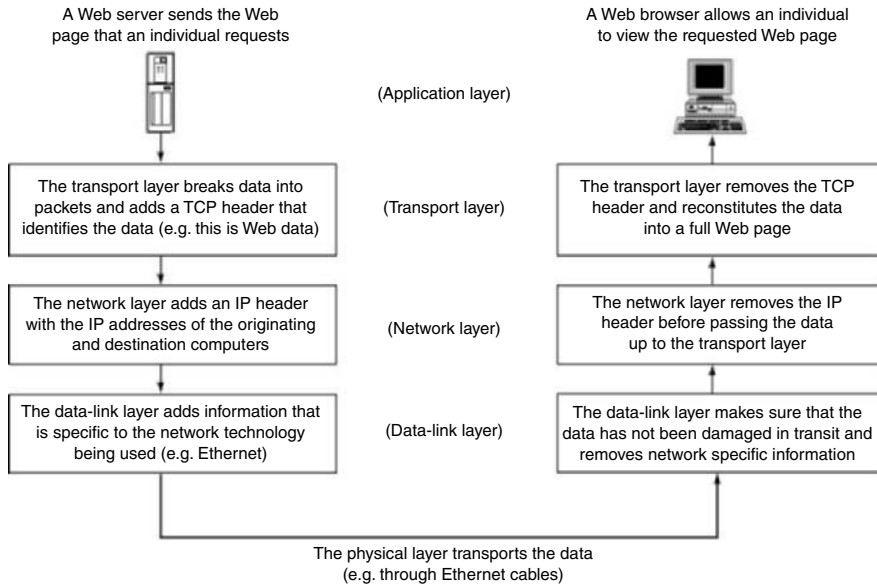 A Web server sends the Web
page that an individual requests
A Web browser allows an individual
to view the requested Web page
(Application layer)
The transport layer breaks data into
packets and adds a TCP header that
identifies the data (e.g. this is Web data)
(Transport layer)
The transport layer removes the TCP
header and reconstitutes the data
into a full Web page
The network layer adds an IP header
with the IP addresses of the originating
and destination computers
(Network layer)
The network layer removes the IP
header before passing the data
up to the transport layer
The data-link layer adds information that
is specific to the network technology
being used (e.g. Ethernet)
(Data-link layer)
The data-link layer makes sure that the
data has not been damaged in transit and
removes network specific information
The physical layer transports the data
(e.g. through Ethernet cables)